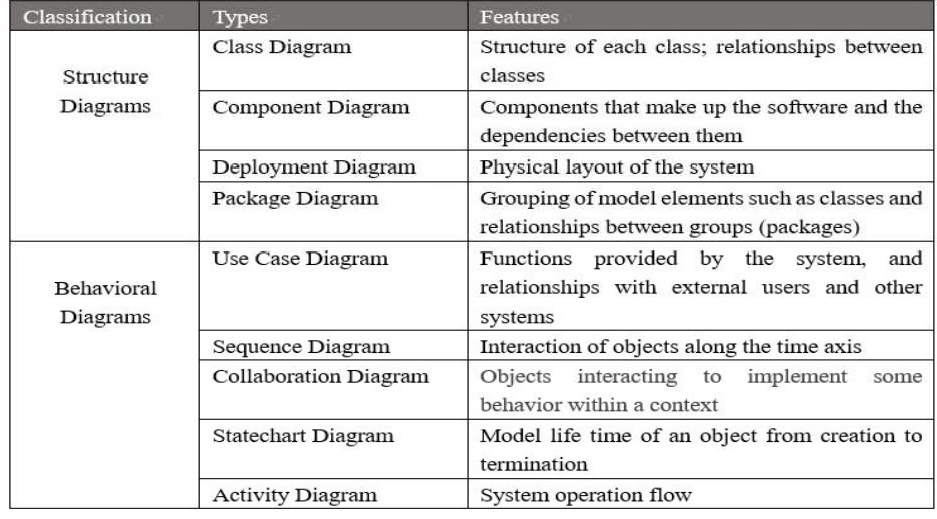 Classification Types Features
Structure
Diagrams
Class Diagram Structure of each class; relationships between
classes
Component Diagram Components that make up the software and the
dependencies between them
Deployment Diagram Physical layout of the system
Package Diagram Grouping of model elements such as classes and
relationships between groups (packages)
Behavioral
Diagrams
Use Case Diagram Functions provided by the system, and
relationships with external users and other
systems
Sequence Diagram Interaction of objects along the time axis
Collaboration Diagram Objects interacting to implement some
behavior within a context
Statechart Diagram Model life time of an object from creation to
termination
Activity Diagram System operation flow